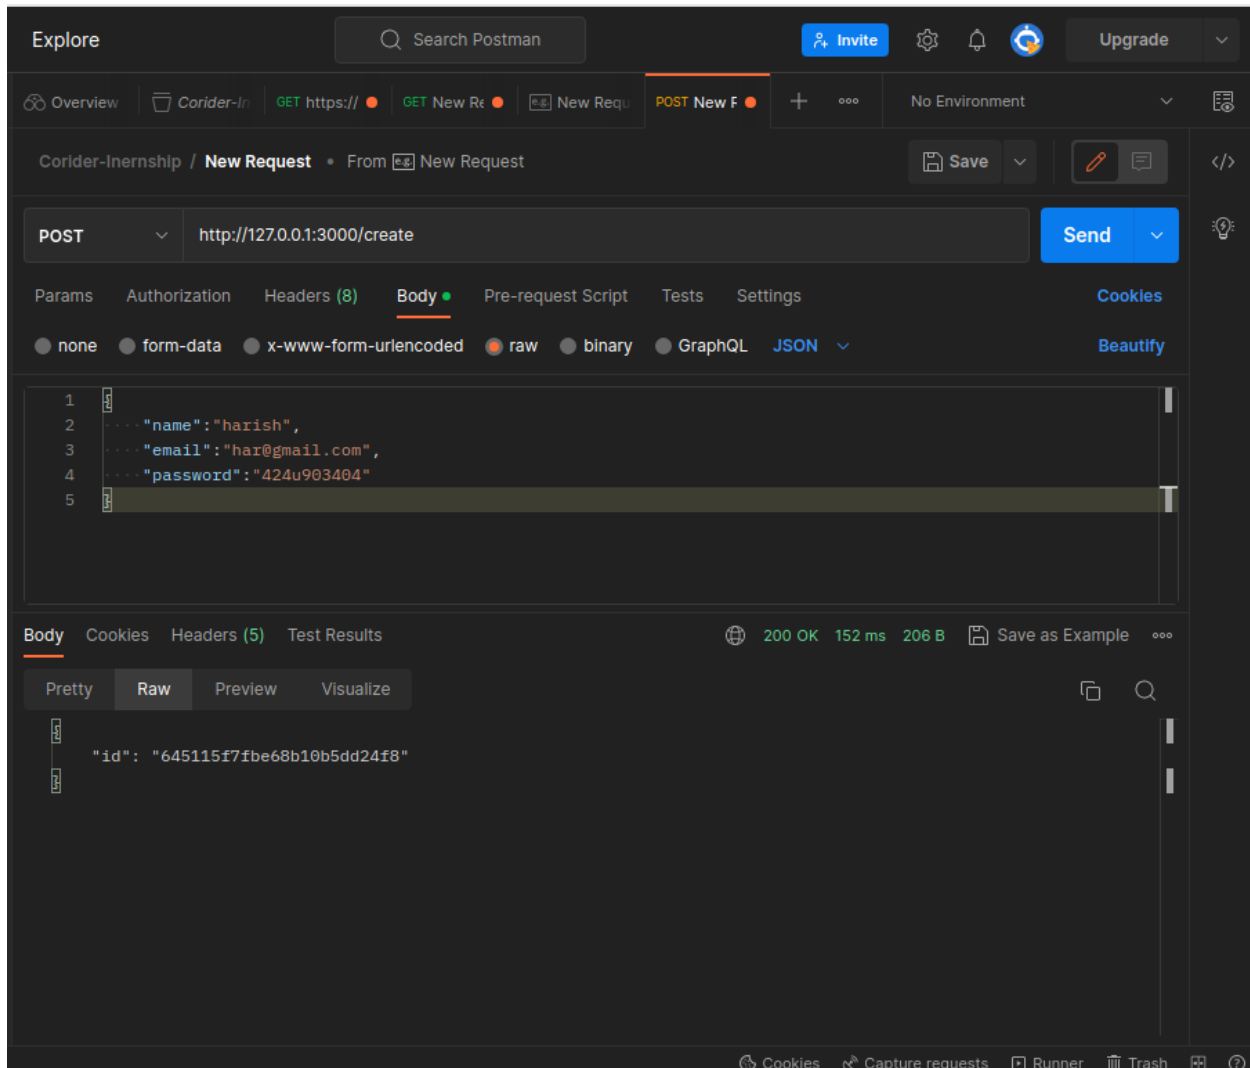 Explore Search Postman Invite Upgrade
Overview Corider-In GET https:// GET New Re e.g. New Requ POST New F No Environment
Corider-Inernship / New Request • From e.g. New Request Save
POST http://127.0.0.1:3000/create Send
Params Authorization Headers (8) Body Pre-request Script Tests Settings Cookies
none form-data x-www-form-urlencoded raw binary GraphQL JSON Beautify
1 {
2 "name":"harish",
3 "email":"har@gmail.com",
4 "password":"424u903404"
5 }
Body Cookies Headers (5) Test Results 200 OK 152 ms 206 B Save as Example
Pretty Raw Preview Visualize
{
"id": "645115f7fbe68b10b5dd24f8"
}
Cookies Capture requests Runner Trash